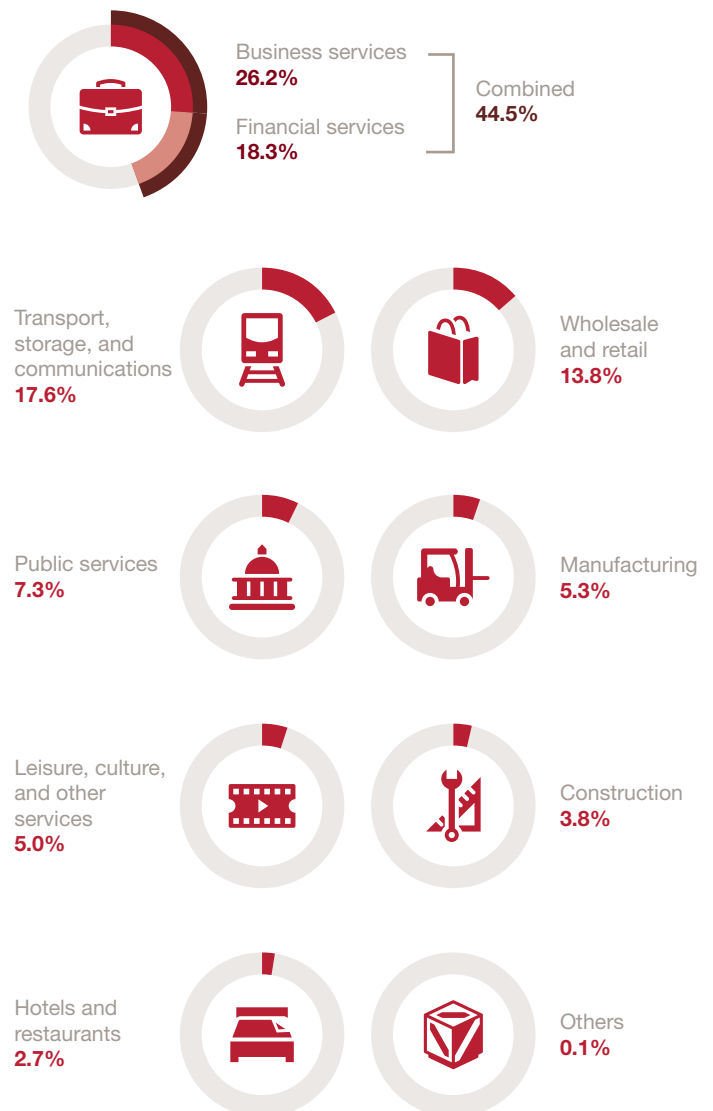 Business services
26.2%
Financial services
18.3%
Combined
44.5%
Transport,
storage, and
communications
17.6%
Wholesale
and retail
13.8%
Public services
7.3%
Manufacturing
5.3%
Leisure, culture,
and other
services
5.0%
Construction
3.8%
Hotels and
restaurants
2.7%
Others
0.1%